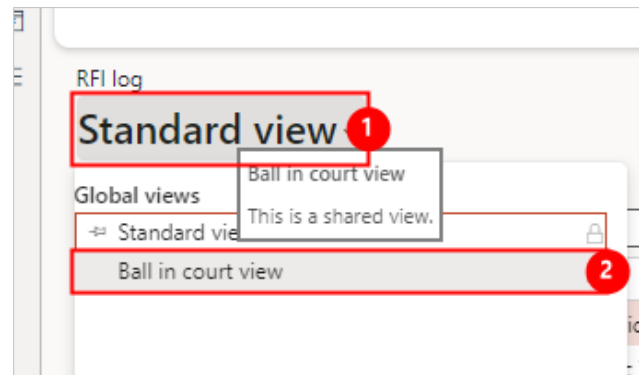 RFI log
Standard view
1
Ball in court view
This is a shared view.
Global views
Standard vie
Ball in court view
2